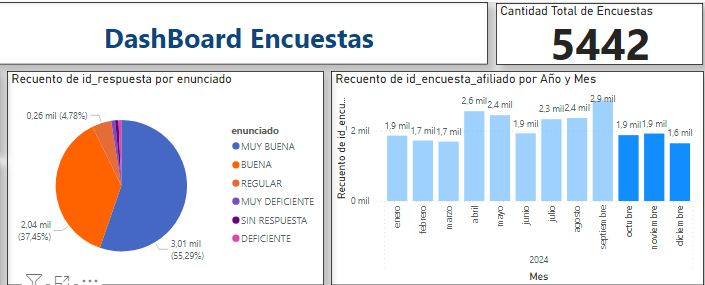 DashBoard Encuestas
Cantidad Total de Encuestas
5442
Recuento de id_respuesta por enunciado
0,26 mil (4,78%)
2,04 mil
(37,45%)
3,01 mil
(55,29%)
enunciado
MUY BUENA
BUENA
REGULAR
MUY DEFICIENTE
SIN RESPUESTA
DEFICIENTE
Recuento de id_encuesta_afiliado por Año y Mes
Recuento de id_encu...
2 mil
0 mil
1,9 mil
1,7 mil
1,7 mil
2,6 mil
2,4 mil
1,9 mil
2,3 mil
2,4 mil
2,9 mil
1,9 mil
1,9 mil
1,6 mil
enero
febrero
marzo
abril
mayo
junio
julio
agosto
septiembre
octubre
noviembre
diciembre
2024
Mes